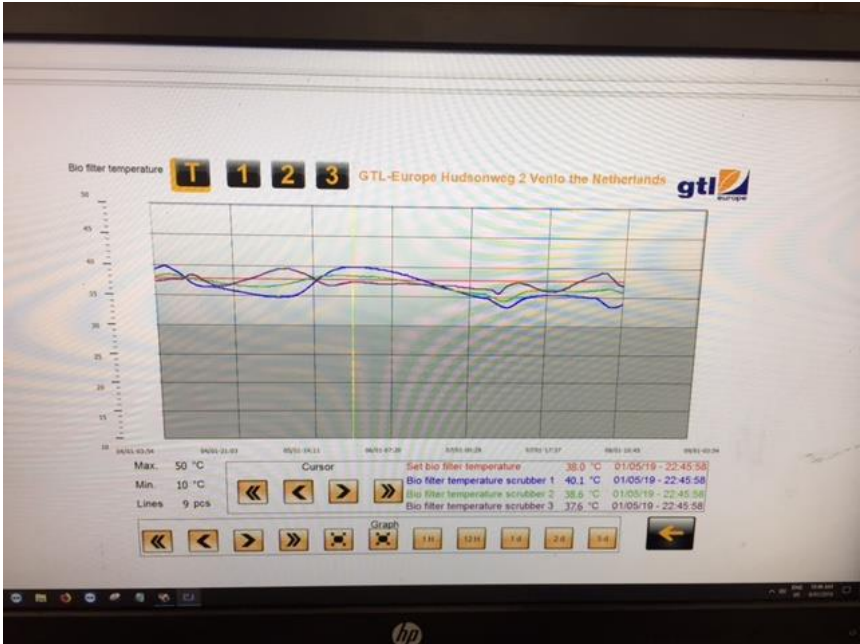 Bio filter temperature T 1 2 3 GTL-Europe Hudsonweg 2 Venlo the Netherlands gtl europe
50
45
40
35
30
25
20
15
10
Max. 50 °C
Min. 10 °C
Lines 9 pcs
Cursor
Set bio filter temperature 38.0 °C 01/05/19 - 22:45:58
Bio filter temperature scrubber 1 40.1 °C 01/05/19 - 22:45:58
Bio filter temperature scrubber 2 38.6 °C 01/05/19 - 22:45:58
Bio filter temperature scrubber 3 37.6 °C 01/05/19 - 22:45:58
Graph
1 H 12 H 1 d 2 d
hp